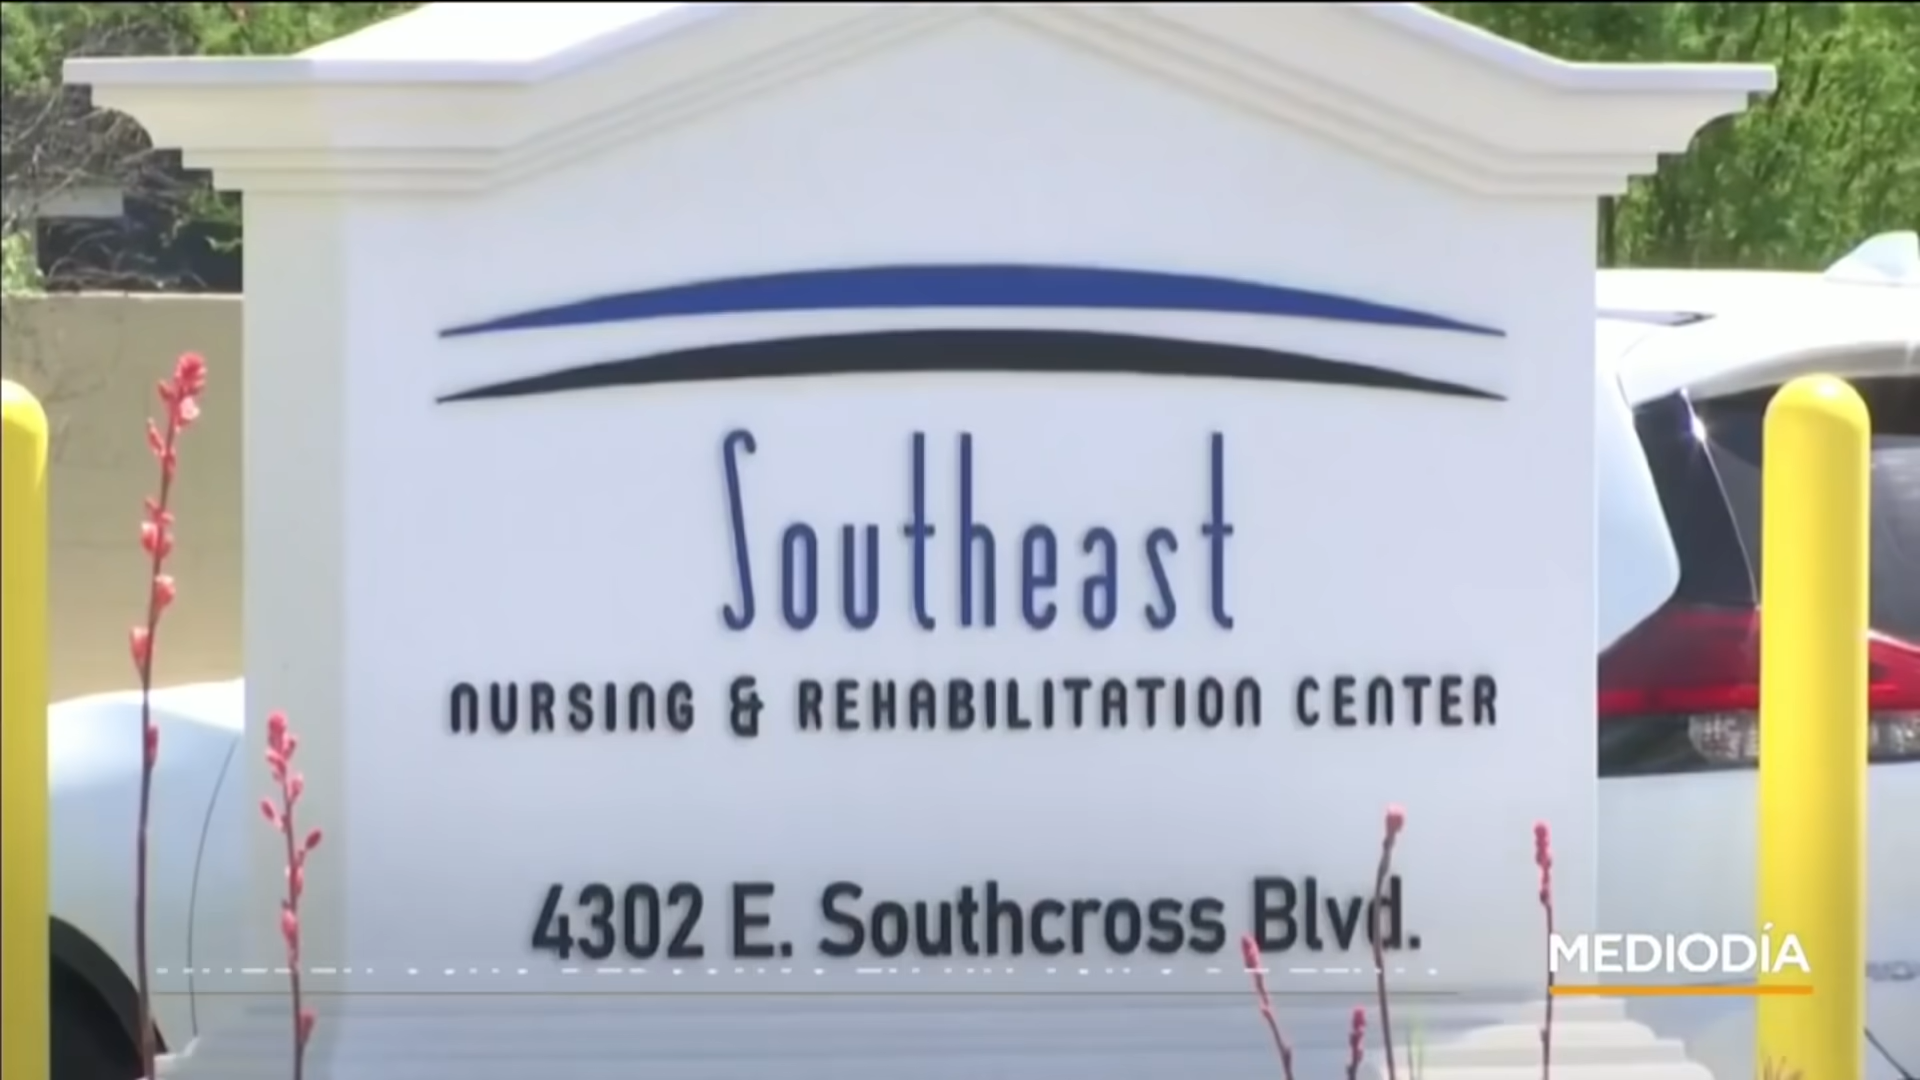 Southeast
NURSING & REHABILITATION CENTER
4302 E. Southcross Blvd.
MEDIODÍA